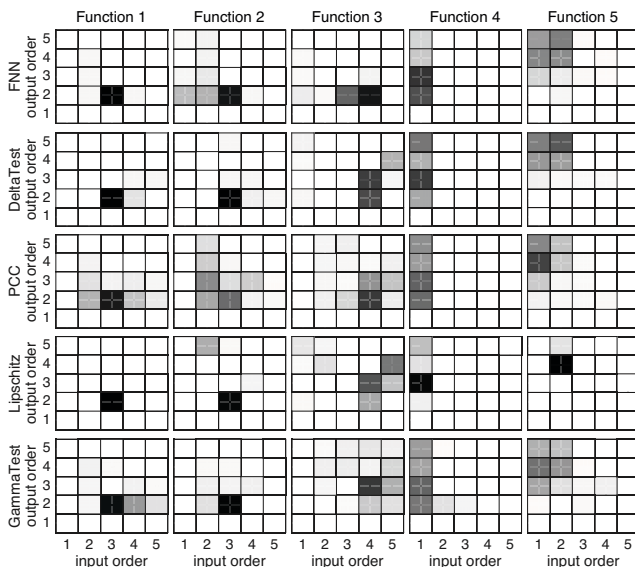 Function 1 Function 2 Function 3 Function 4 Function 5
FNN
output order
5
4
3
2
1
DeltaTest
output order
5
4
3
2
1
PCC
output order
5
4
3
2
1
Lipschitz
output order
5
4
3
2
1
GammaTest
output order
5
4
3
2
1
1 2 3 4 5 1 2 3 4 5 1 2 3 4 5 1 2 3 4 5 1 2 3 4 5
input order input order input order input order input order